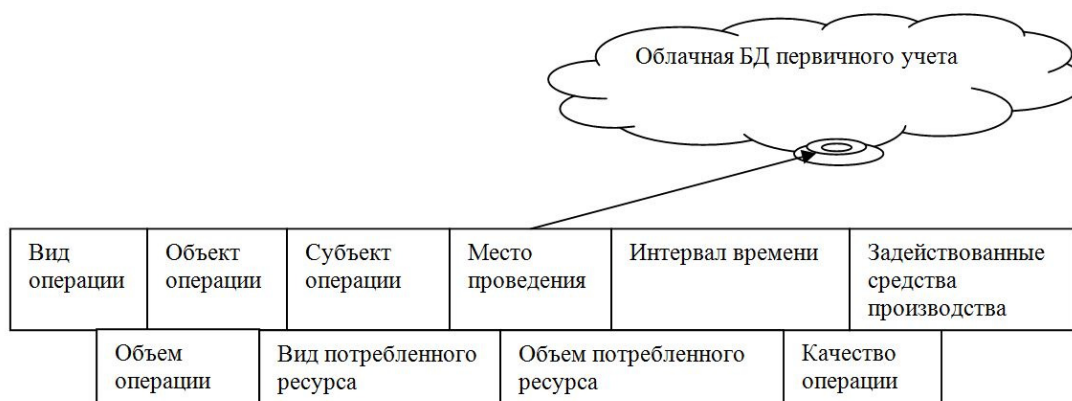 Облачная БД первичного учета
Вид
операции
Объект
операции
Субъект
операции
Место
проведения
Интервал времени
Задействованные
средства
производства
Объем
операции
Вид потребленного
ресурса
Объем потребленного
ресурса
Качество
операции